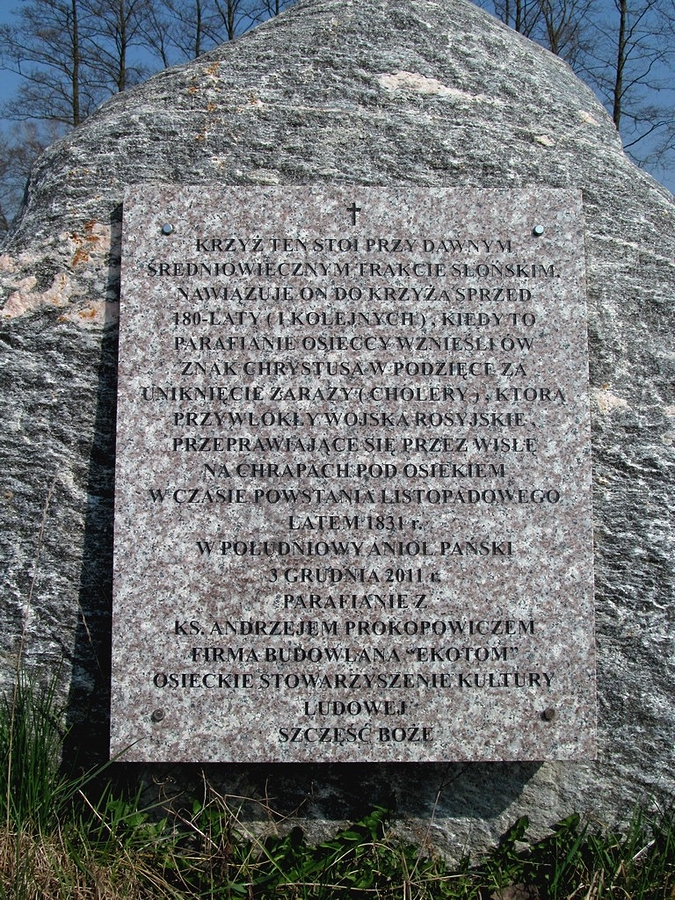 KRZYŻ TEN STOI PRZY DAWNYM
ŚREDNIOWIECZNYM TRAKCIE SŁOŃSKIM.
NAWIĄZUJE ON DO KRZYŻA SPRZED
180-LATY ( I KOLEJNYCH ) , KIEDY TO
PARAFIANIE OSIECCY WZNIEŚLI ÓW
ZNAK CHRYSTUSA W PODZIĘCE ZA
UNIKNIĘCIE ZARAZY ( CHOLERY ) , KTÓRĄ
PRZYWLOKŁY WOJSKA ROSYJSKIE ,
PRZEPRAWIAJĄCE SIĘ PRZEZ WISŁĘ
NA CHRAPACH POD OSIEKIEM
W CZASIE POWSTANIA LISTOPADOWEGO
LATEM 1831 r.
W POŁUDNIOWY ANIOŁ PAŃSKI
3 GRUDNIA 2011 r.
PARAFIANIE Z
KS. ANDRZEJEM PROKOPOWICZEM
FIRMA BUDOWLANA "EKOTOM"
OSIECKIE STOWARZYSZENIE KULTURY
LUDOWEJ
SZCZĘŚĆ BOŻE